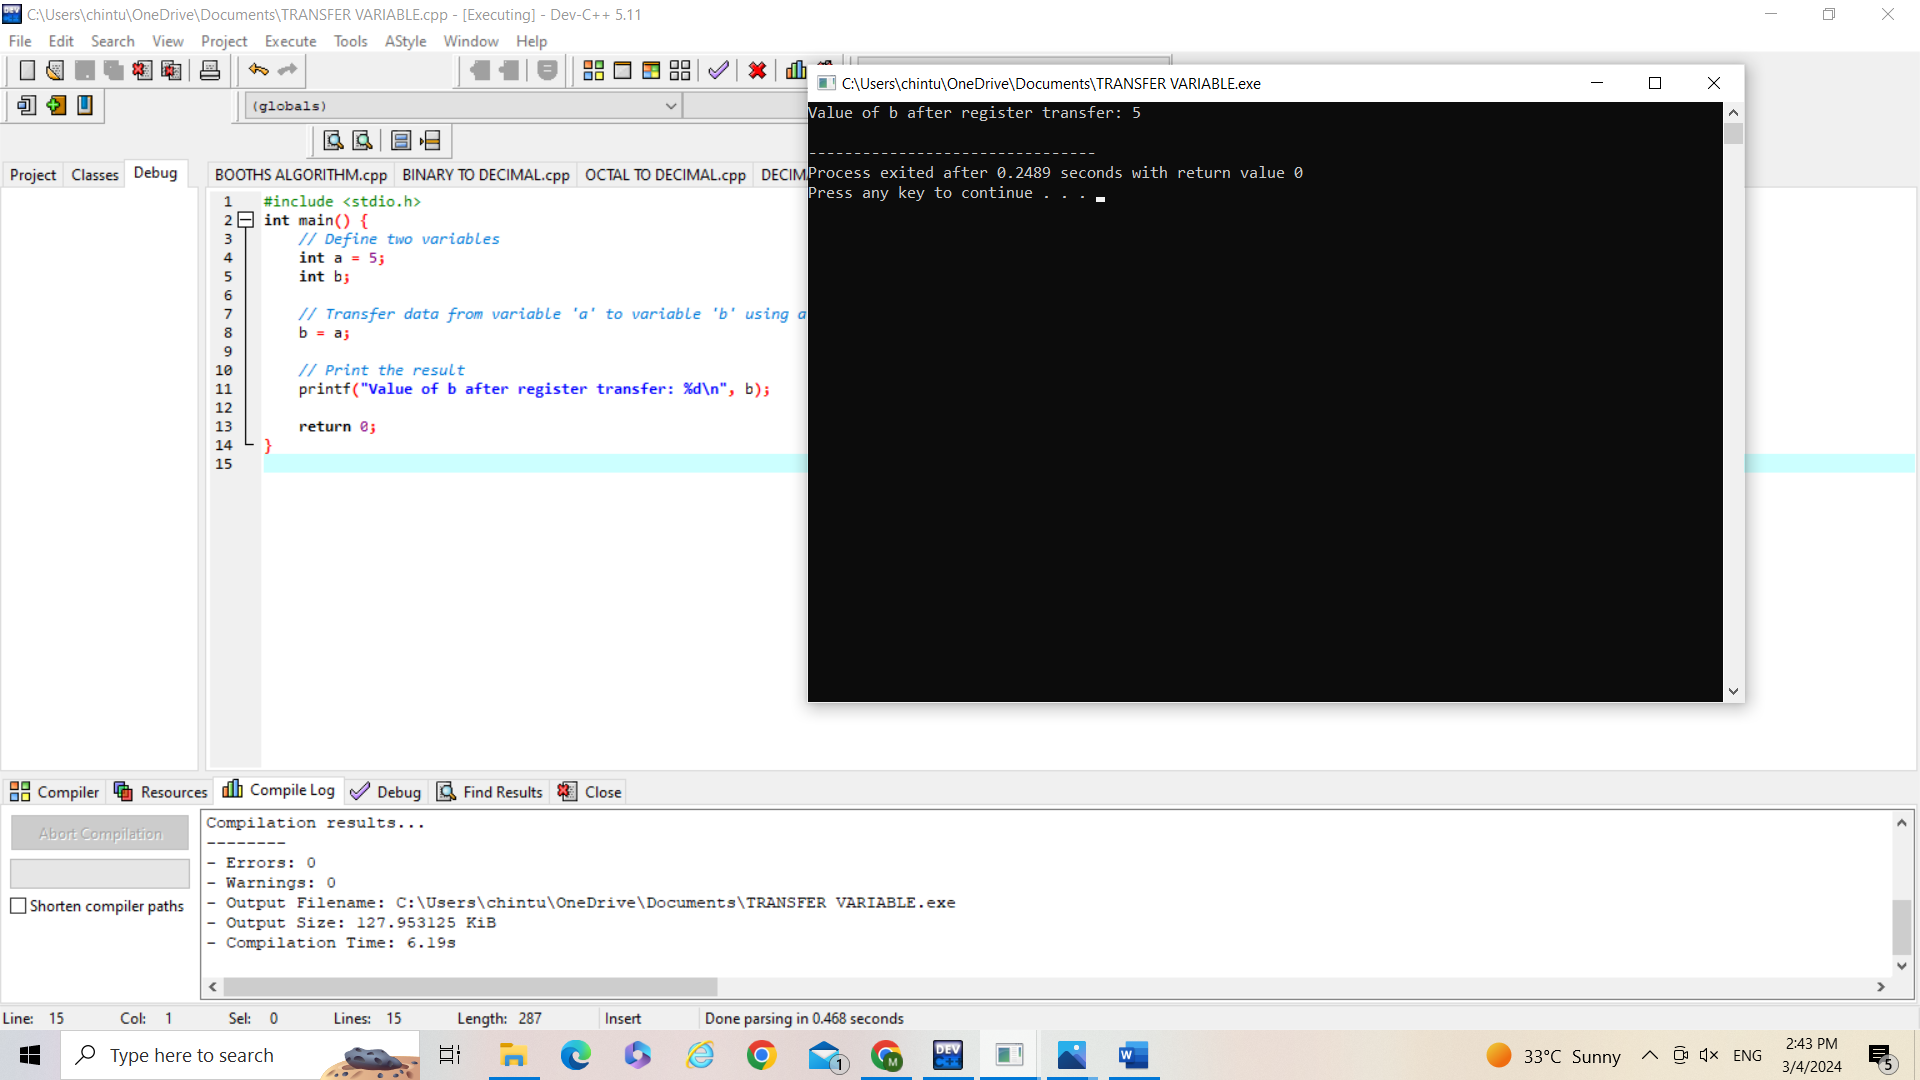 C:\Users\chintu\OneDrive\Documents\TRANSFER VARIABLE.cpp - [Executing] - Dev-C++ 5.11
File Edit Search View Project Execute Tools AStyle Window Help
(globals)
Project Classes Debug
BOOTHS ALGORITHM.cpp BINARY TO DECIMAL.cpp OCTAL TO DECIMAL.cpp DECIM
1 #include <stdio.h>
2 int main() {
3 // Define two variables
4 int a = 5;
5 int b;
6
7 // Transfer data from variable 'a' to variable 'b' using a
8 b = a;
9
10 // Print the result
11 printf("Value of b after register transfer: %d\n", b);
12
13 return 0;
14 }
15
C:\Users\chintu\OneDrive\Documents\TRANSFER VARIABLE.exe
Value of b after register transfer: 5
--------------------------------
Process exited after 0.2489 seconds with return value 0
Press any key to continue . . .
Compiler Resources Compile Log Debug Find Results Close
Abort Compilation
Shorten compiler paths
Compilation results...
--------
- Errors: 0
- Warnings: 0
- Output Filename: C:\Users\chintu\OneDrive\Documents\TRANSFER VARIABLE.exe
- Output Size: 127.953125 KiB
- Compilation Time: 6.19s
Line: 15 Col: 1 Sel: 0 Lines: 15 Length: 287 Insert Done parsing in 0.468 seconds
Type here to search
1
M
DEV C++
W
33°C Sunny
ENG
2:43 PM
3/4/2024
5